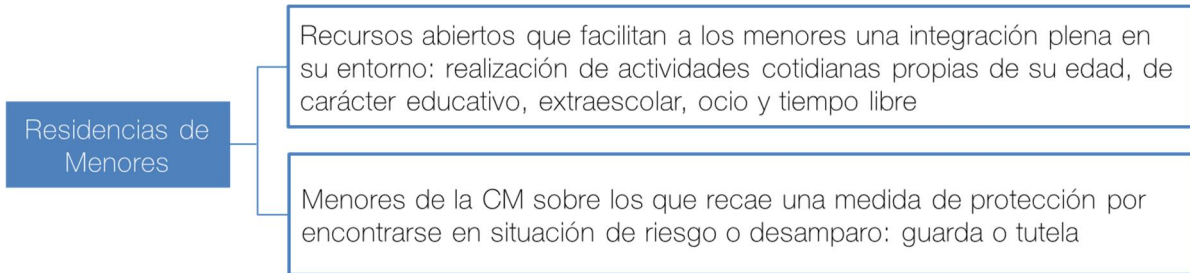 Residencias de
Menores
Recursos abiertos que facilitan a los menores una integración plena en
su entorno: realización de actividades cotidianas propias de su edad, de
carácter educativo, extraescolar, ocio y tiempo libre
Menores de la CM sobre los que recae una medida de protección por
encontrarse en situación de riesgo o desamparo: guarda o tutela